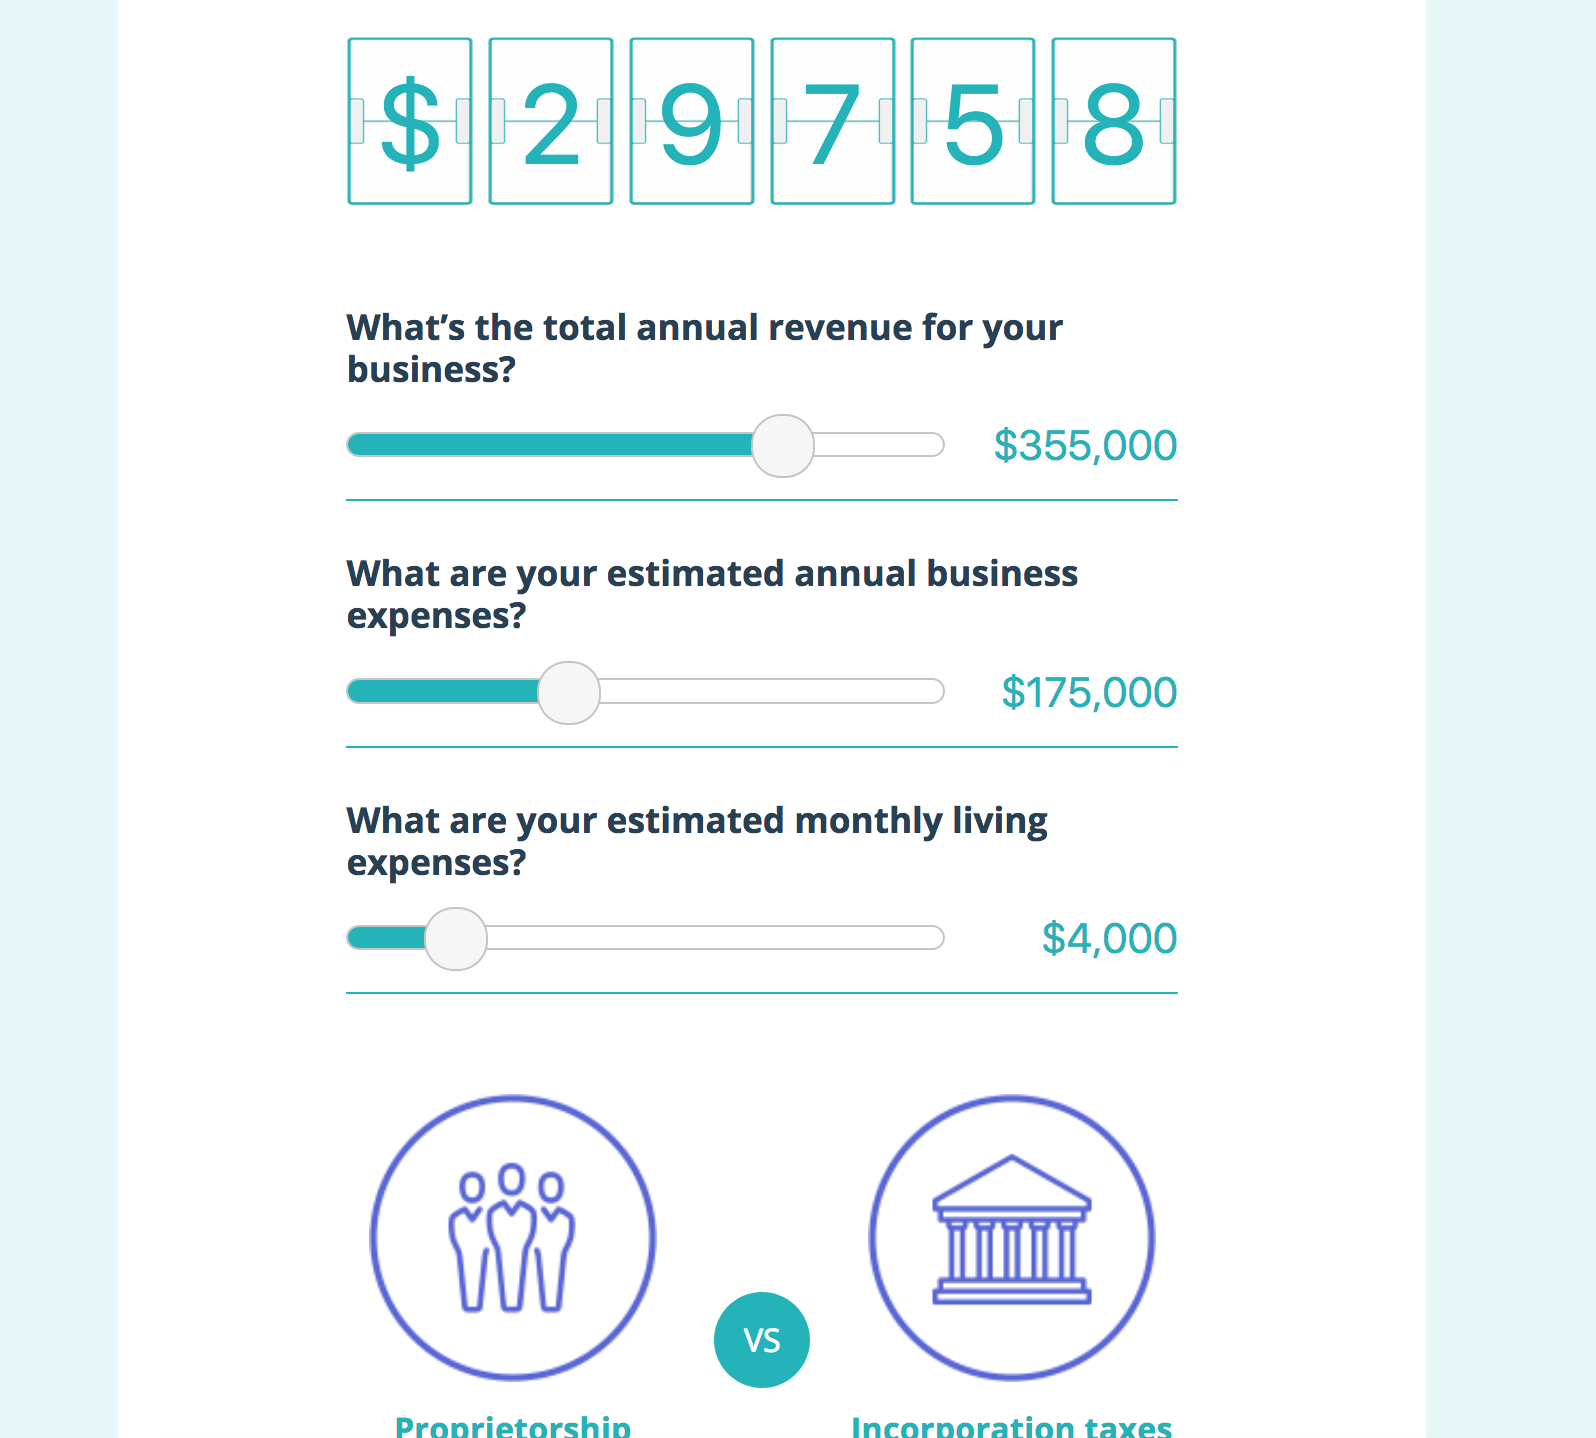 $29758
What’s the total annual revenue for your
business?
$355,000
What are your estimated annual business
expenses?
$175,000
What are your estimated monthly living
expenses?
$4,000
VS
Proprietorship
Incorporation taxes